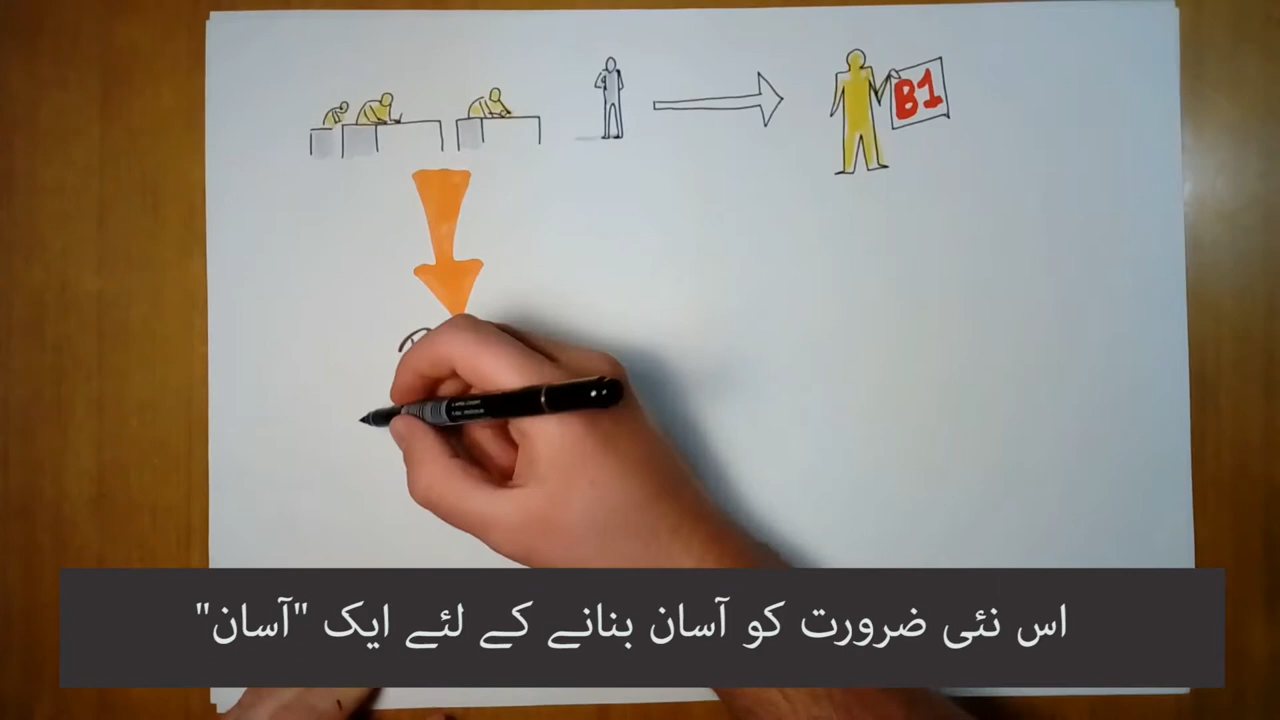 B1
اس نئی ضرورت کو آسان بنانے کے لئے ایک "آسان"